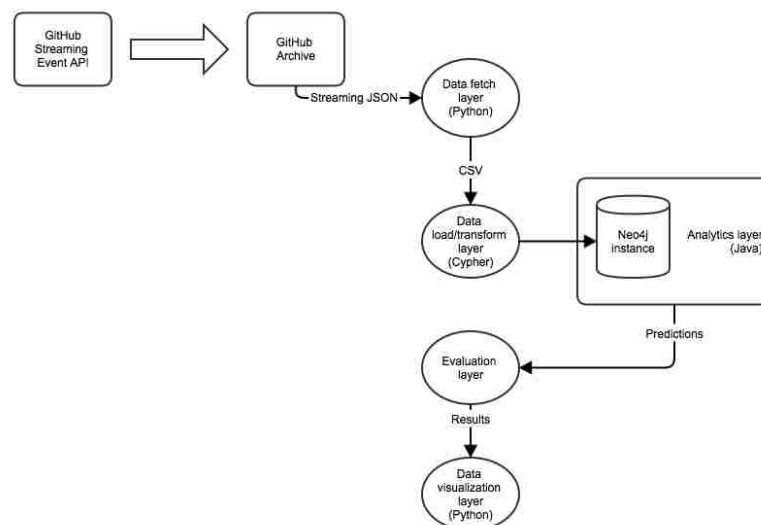 GitHub
Streaming
Event API
GitHub
Archive
Streaming JSON
Data fetch
layer
(Python)
CSV
Data
load/transform
layer
(Cypher)
Neo4j
instance
Analytics layer
(Java)
Predictions
Evaluation
layer
Results
Data
visualization
layer
(Python)